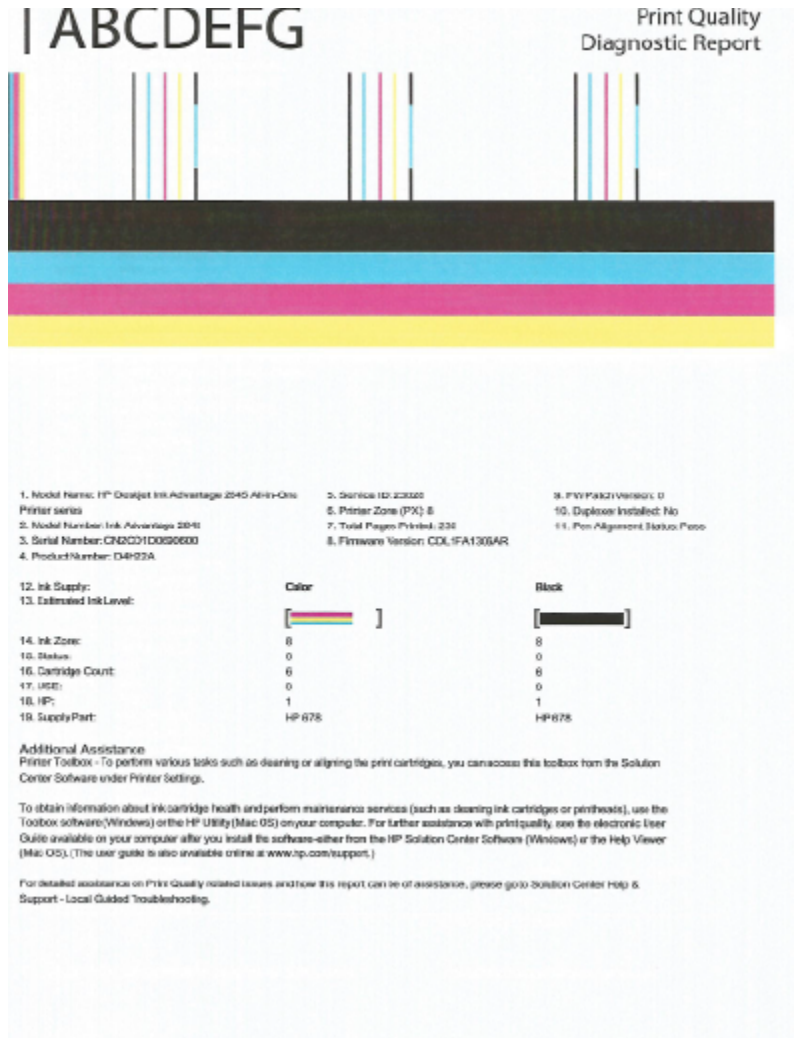 | ABCDEFG
Print Quality
Diagnostic Report
1. Model Name: HP Deskjet Ink Advantage 2645 All-in-One
Printer series
2. Model Number: Ink Advantage
3. Serial Number:
4. Product Number: D4H22A
5. Service ID:
6. Printer Zone (PX): 8
7. Total Pages Printed:
8. Firmware Version: CDL1FA1306AR
9. FW Patch Version: 0
10. Duplexer Installed: No
11. Pen Alignment Status: Pass
12. Ink Supply: Color Black
13. Estimated Ink Level: [ ] [ ]
14. Ink Zone: 8 8
15. Status: 0 0
16. Cartridge Count: 6 6
17. USE: 0 0
18. HP: 1 1
19. Supply Part: HP 678 HP 678
Additional Assistance
Printer Toolbox - To perform various tasks such as cleaning or aligning the print cartridges, you can access this toolbox from the Solution
Center Software under Printer Settings.
To obtain information about ink cartridge health and perform maintenance services (such as cleaning ink cartridges or printheads), use the
Toolbox software (Windows) or the HP Utility (Mac OS) on your computer. For further assistance with print quality, see the electronic User
Guide available on your computer after you install the software-either from the HP Solution Center Software (Windows) or the Help Viewer
(Mac OS). (The user guide is also available online at www.hp.com/support.)
For detailed assistance on Print Quality related issues and how this report can be of assistance, please go to Solution Center Help &
Support - Local Guided Troubleshooting.